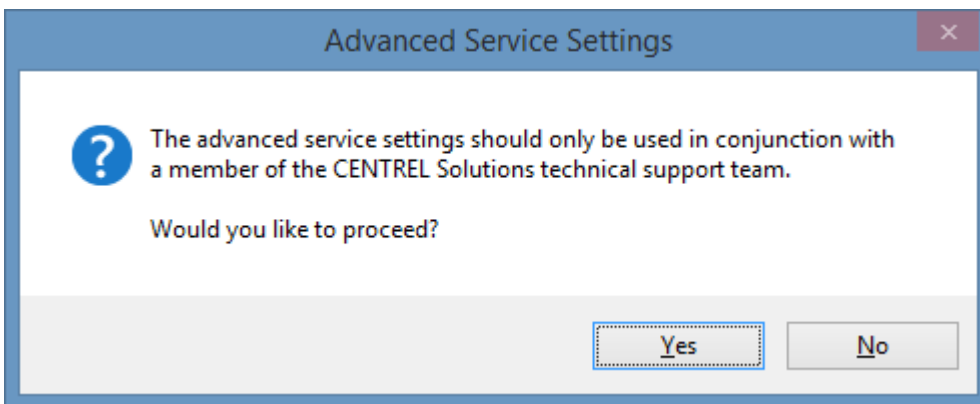 Advanced Service Settings
The advanced service settings should only be used in conjunction with
a member of the CENTREL Solutions technical support team.
Would you like to proceed?
Yes
No